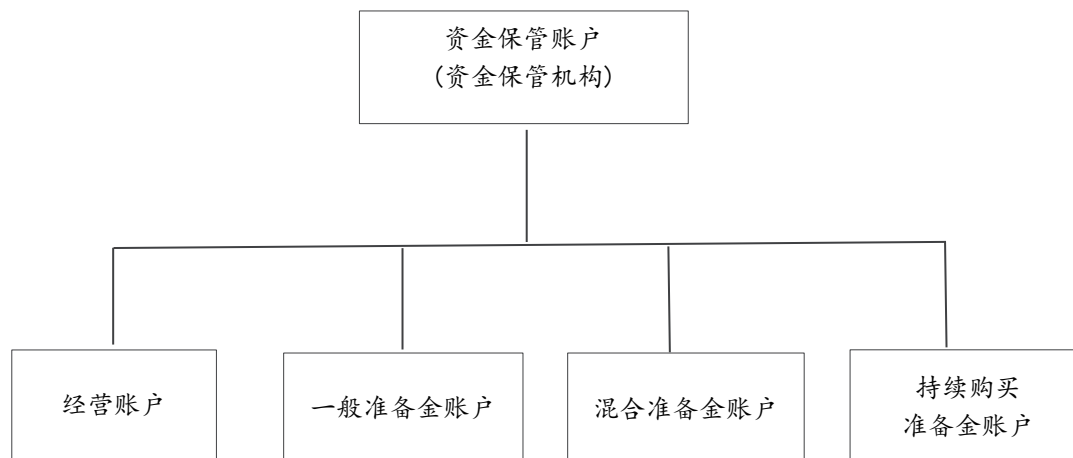 资金保管账户
(资金保管机构)
经营账户
一般准备金账户
混合准备金账户
持续购买
准备金账户